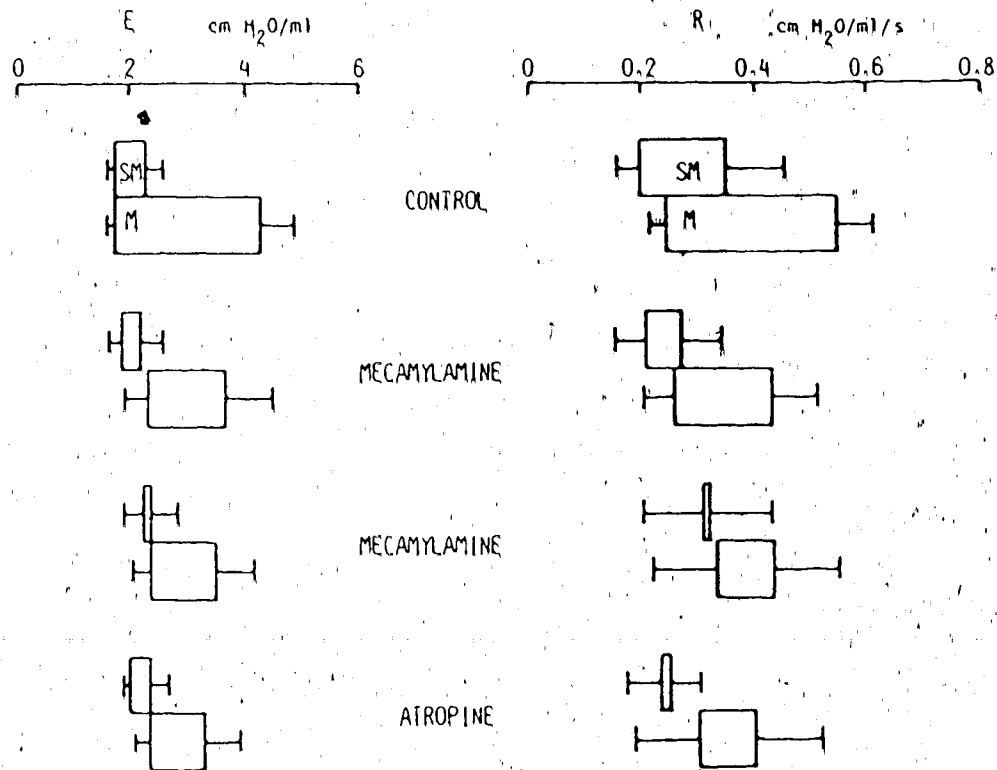 E cm H₂O/ml
0 2 4 6
R cm H₂O/ml/s
0 0.2 0.4 0.6 0.8
SM
M
CONTROL
SM
M
MECAMYLAMINE
MECAMYLAMINE
ATROPINE